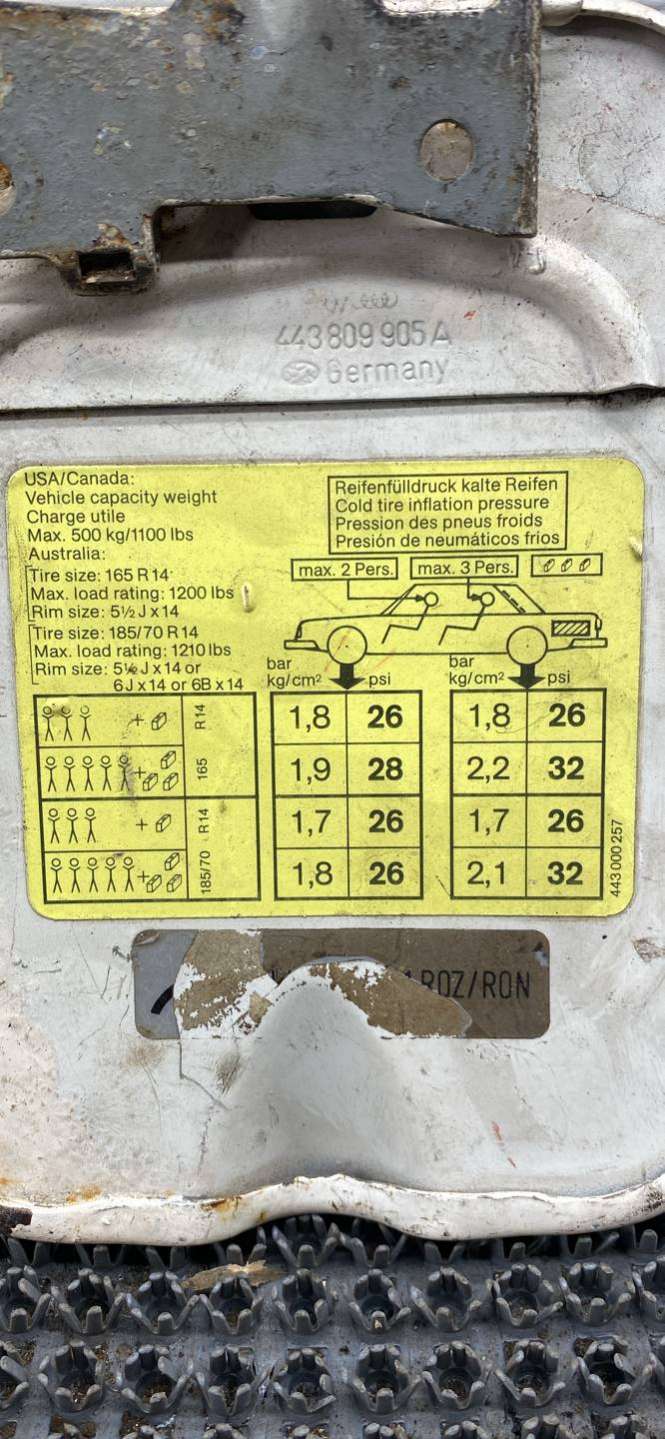 443 809 905 A
Germany
USA/Canada:
Vehicle capacity weight
Charge utile
Max. 500 kg/1100 lbs
Australia:
Tire size: 165 R 14
Max. load rating: 1200 lbs
Rim size: 5½ J x 14
Tire size: 185/70 R 14
Max. load rating: 1210 lbs
Rim size: 5½ J x 14 or
6 J x 14 or 6B x 14
Reifenfülldruck kalte Reifen
Cold tire inflation pressure
Pression des pneus froids
Presión de neumáticos frios
max. 2 Pers. max. 3 Pers.
bar psi bar psi
kg/cm² kg/cm²
+ R14 1,8 26 1,8 26
+ 165 1,9 28 2,2 32
+ R14 1,7 26 1,7 26
+ 185/70 1,8 26 2,1 32
443 000 257
ROZ/RON